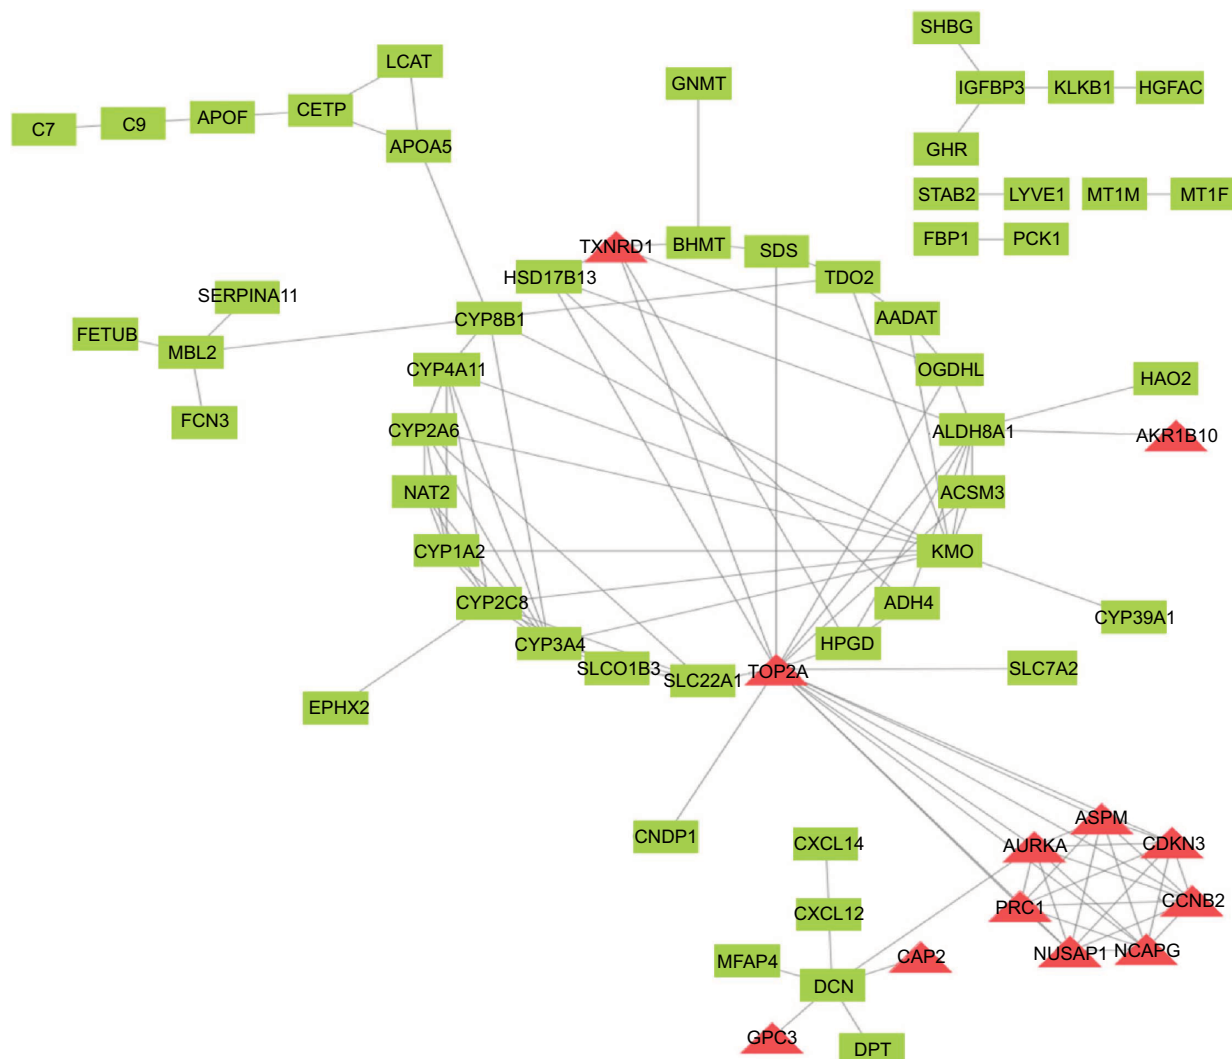 SHBG
LCAT
GNMT
IGFBP3
KLKB1
HGFAC
CETP
APOF
C9
C7
APOA5
GHR
STAB2
LYVE1
MT1M
MT1F
FBP1
PCK1
TXNRD1
BHMT
SDS
HSD17B13
TDO2
SERPINA11
CYP8B1
AADAT
FETUB
MBL2
CYP4A11
OGDHL
HAO2
FCN3
CYP2A6
ALDH8A1
AKR1B10
NAT2
ACSM3
CYP1A2
KMO
CYP2C8
ADH4
CYP39A1
CYP3A4
HPGD
SLCO1B3
SLC22A1
TOP2A
SLC7A2
EPHX2
CNDP1
CXCL14
ASPM
AURKA
CDKN3
CXCL12
PRC1
CCNB2
MFAP4
CAP2
NUSAP1
NCAPG
DCN
GPC3
DPT